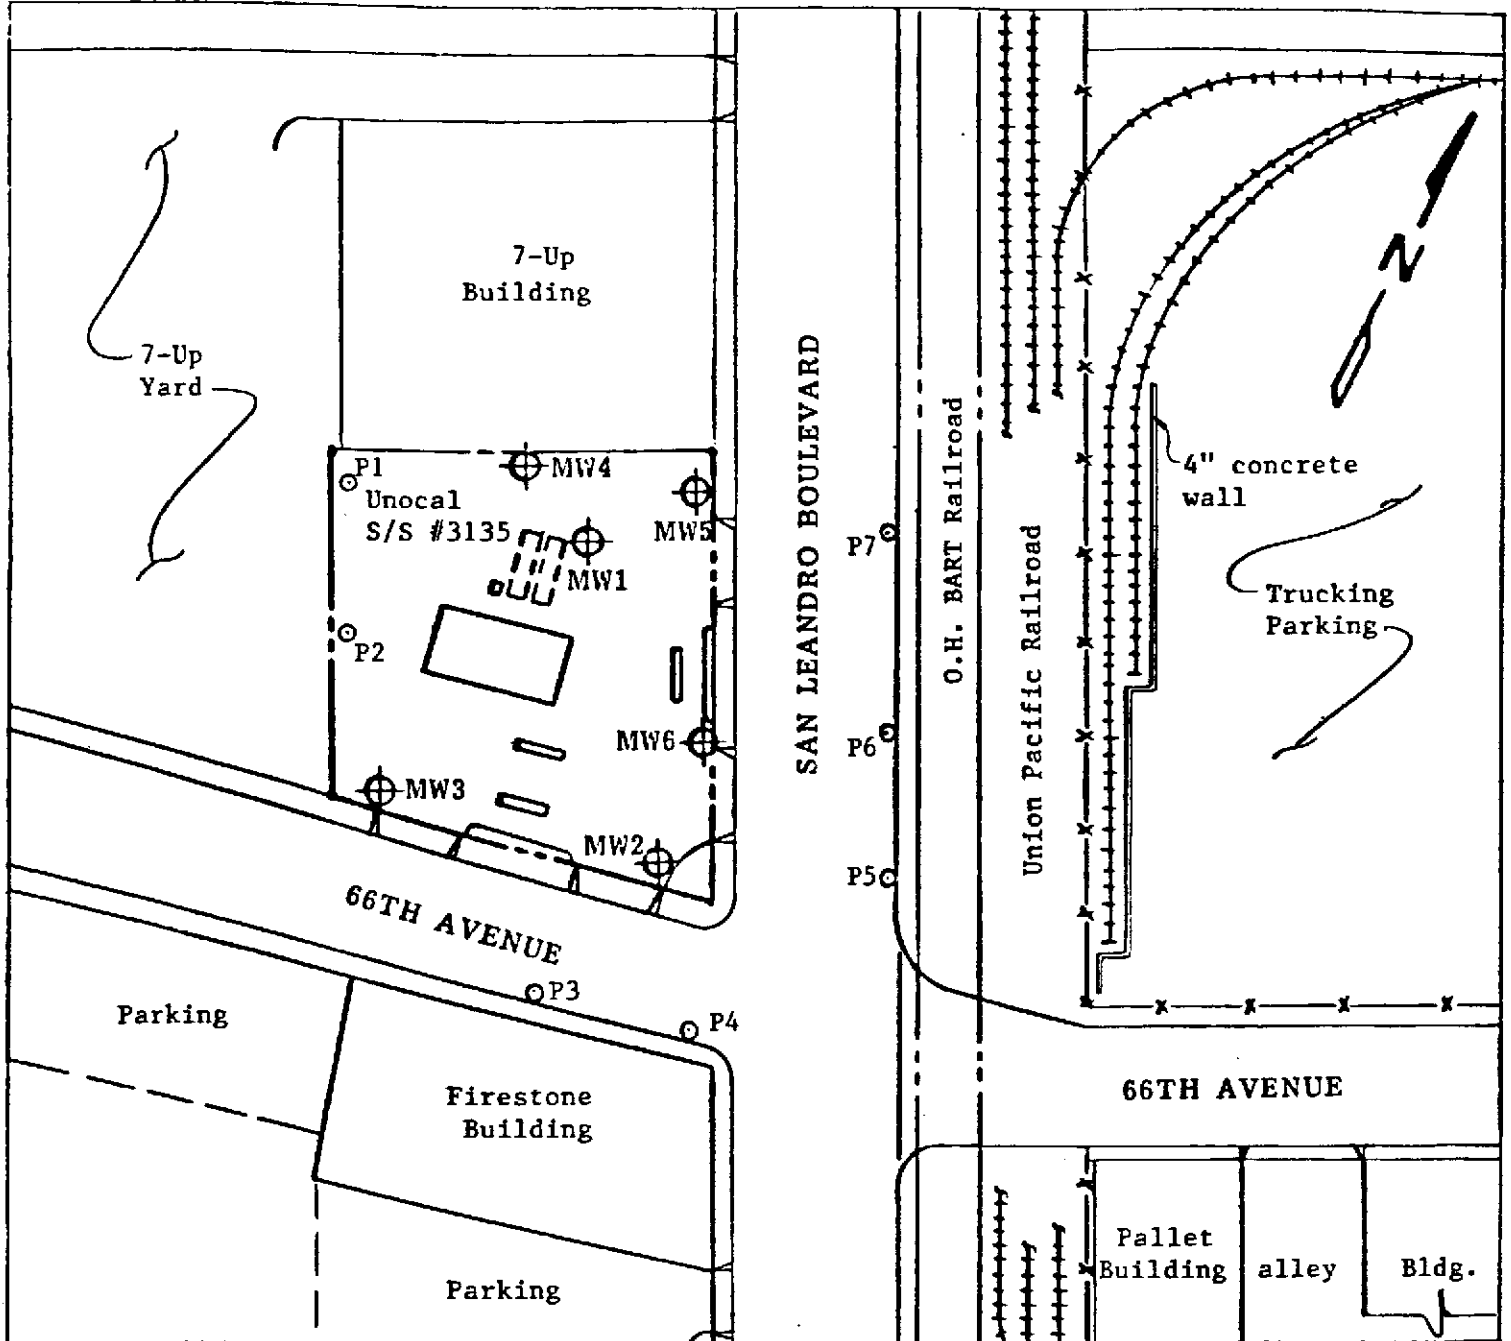 7-Up
Building
7-Up
Yard
N
SAN LEANDRO BOULEVARD
O.H. BART Railroad
Union Pacific Railroad
4" concrete
wall
P1
MW4
Unocal
S/S #3135
MW5
MW1
P7
Trucking
Parking
P2
MW6
P6
MW3
MW2
P5
66TH AVENUE
P3
P4
Parking
Firestone
Building
66TH AVENUE
Parking
Pallet
Building
alley
Bldg.